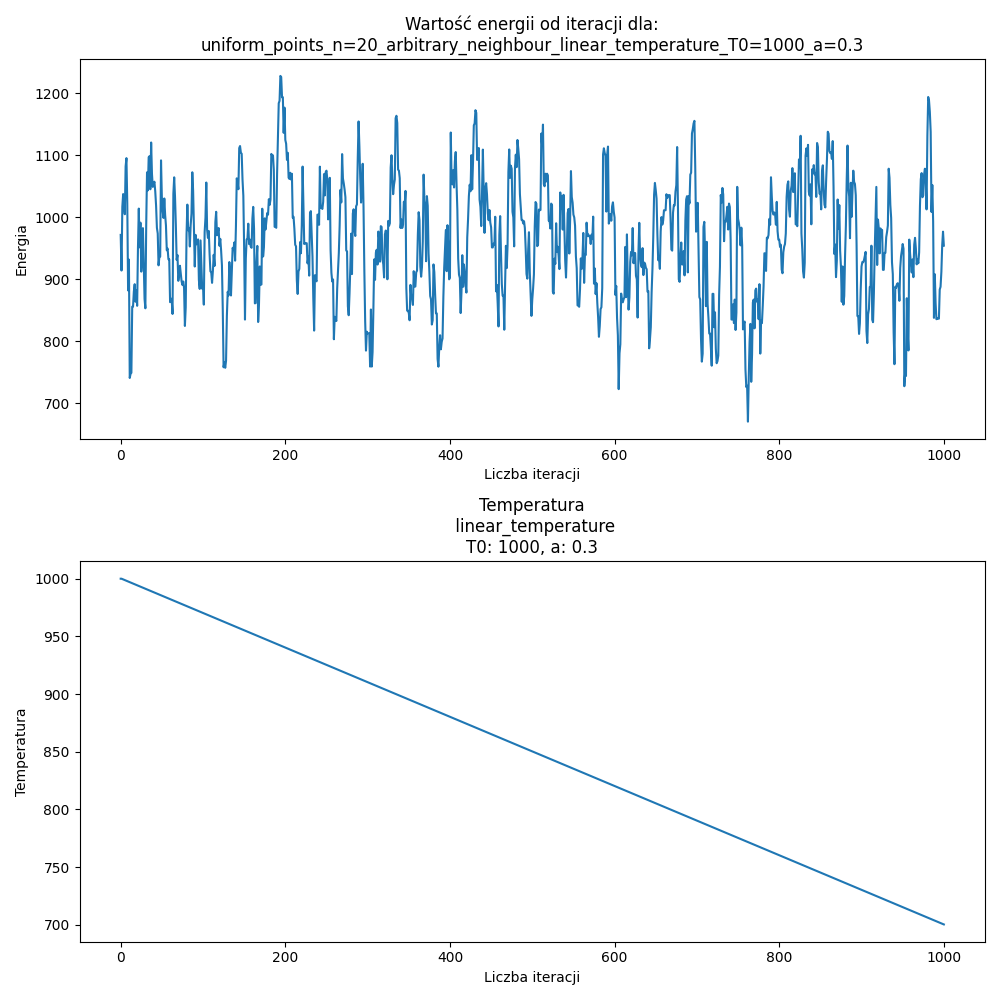 Wartość energii od iteracji dla:
uniform_points_n=20_arbitrary_neighbour_linear_temperature_T0=1000_a=0.3
1200
1100
1000
900
800
700
Energia
0 200 400 600 800 1000
Liczba iteracji
Temperatura
linear_temperature
T0: 1000, a: 0.3
1000
950
900
850
800
750
700
Temperatura
0 200 400 600 800 1000
Liczba iteracji